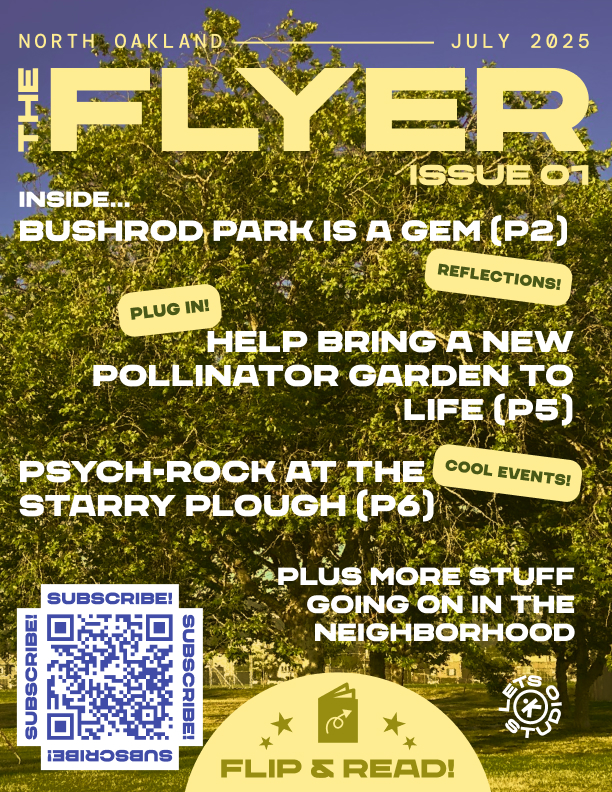 NORTH OAKLAND
JULY 2025
THE FLYER
ISSUE 01
INSIDE...
BUSHROD PARK IS A GEM (P2)
REFLECTIONS!
PLUG IN!
HELP BRING A NEW
POLLINATOR GARDEN TO
LIFE (P5)
PSYCH-ROCK AT THE
STARRY PLOUGH (P6)
COOL EVENTS!
PLUS MORE STUFF
GOING ON IN THE
NEIGHBORHOOD
SUBSCRIBE!
SUBSCRIBE!
SUBSCRIBE!
SUBSCRIBE!
LETS STUDIO
FLIP & READ!